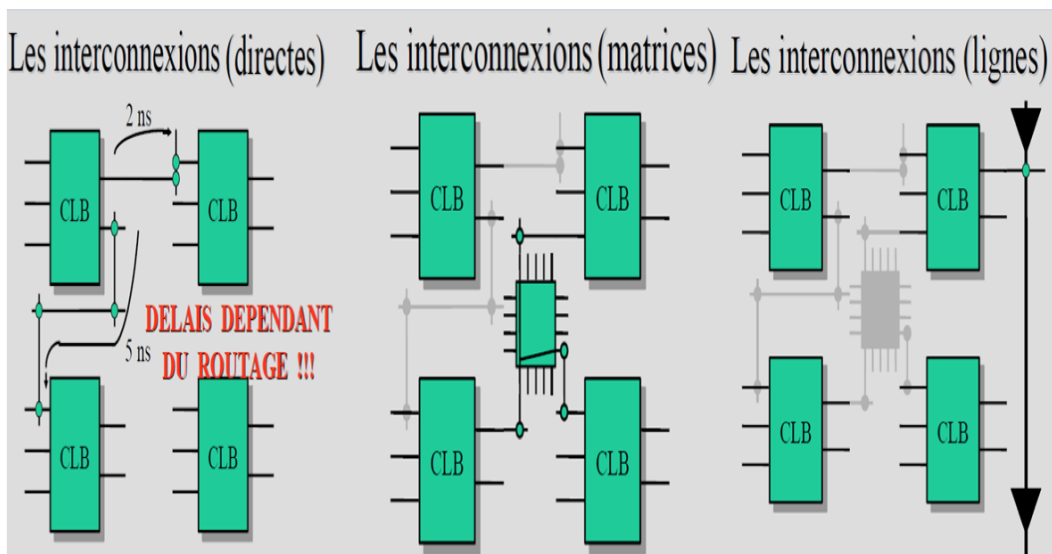 Les interconnexions (directes)
2 ns
CLB
CLB
DELAIS DEPENDANT
DU ROUTAGE !!!
5 ns
CLB
CLB
Les interconnexions (matrices)
CLB
CLB
CLB
CLB
Les interconnexions (lignes)
CLB
CLB
CLB
CLB